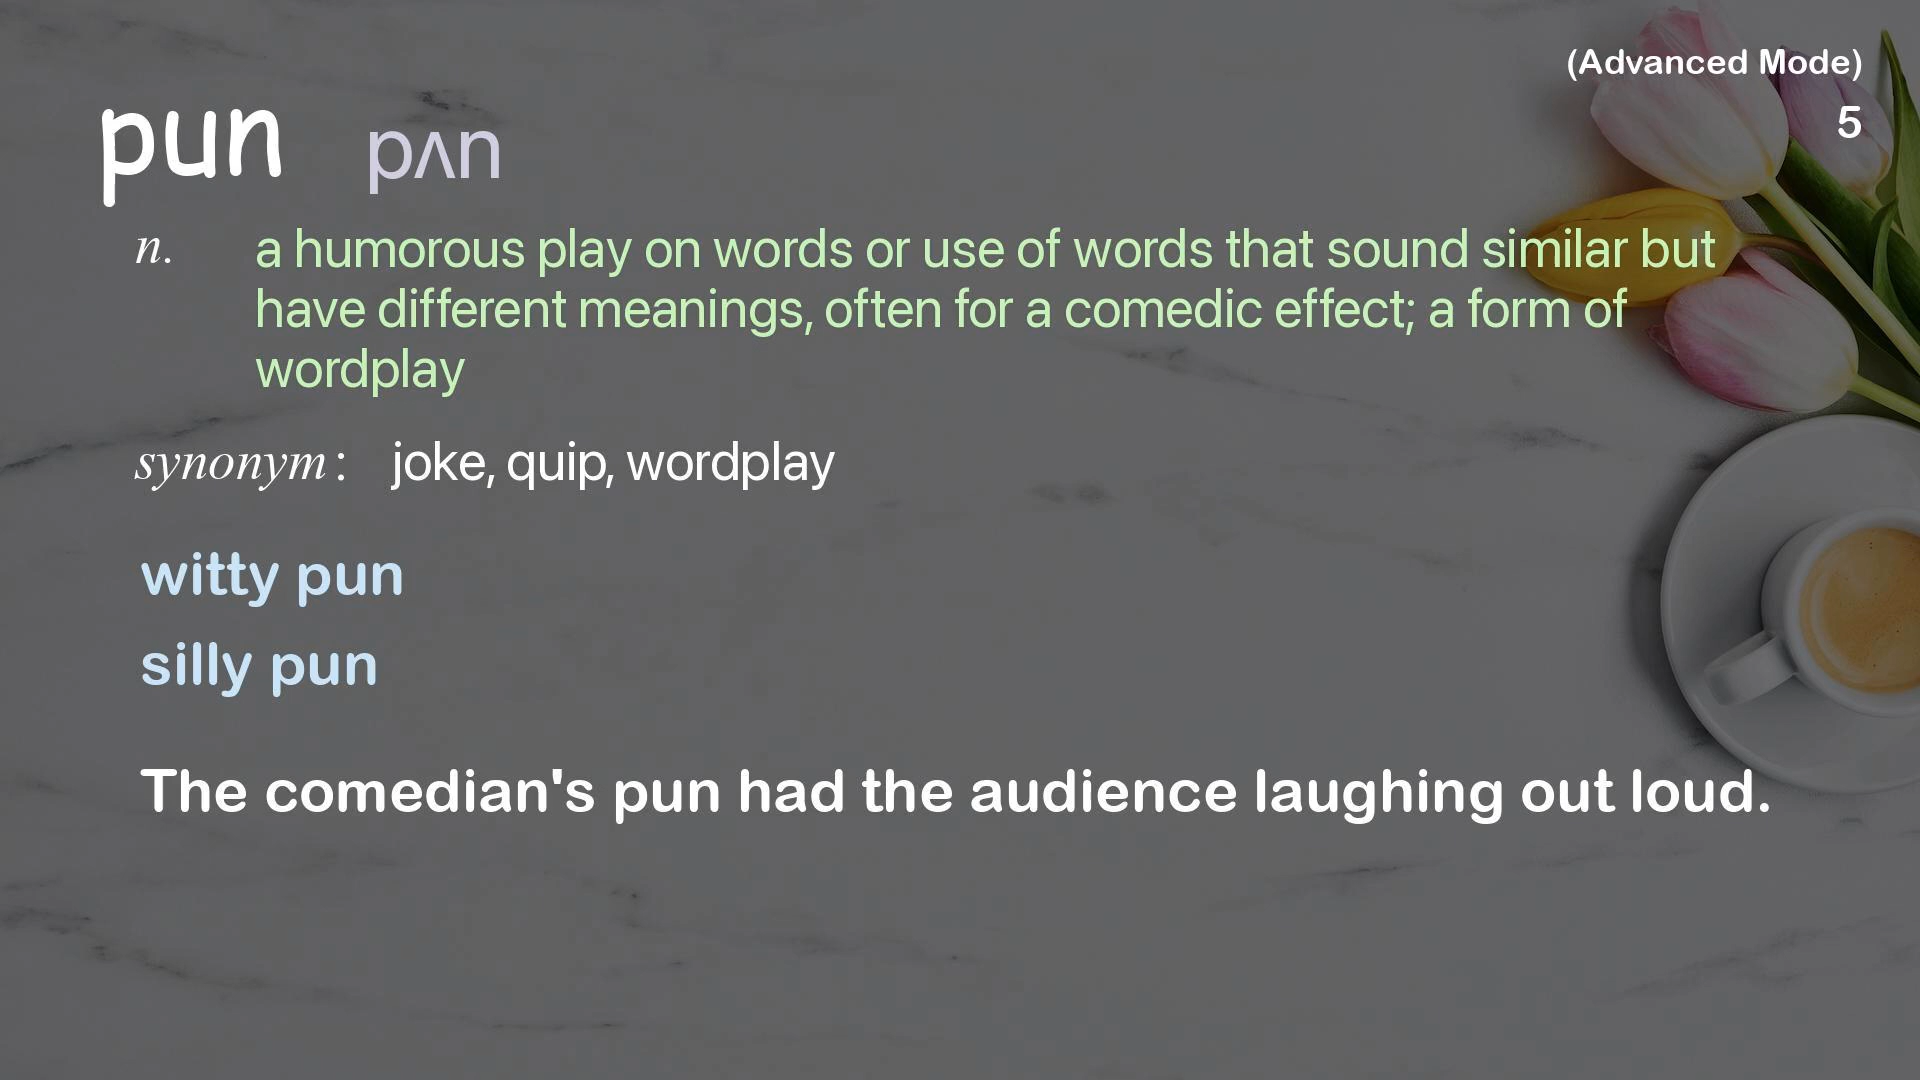 (Advanced Mode)
5
pun pʌn
n. a humorous play on words or use of words that sound similar but
have different meanings, often for a comedic effect; a form of
wordplay
synonym: joke, quip, wordplay
witty pun
silly pun
The comedian's pun had the audience laughing out loud.